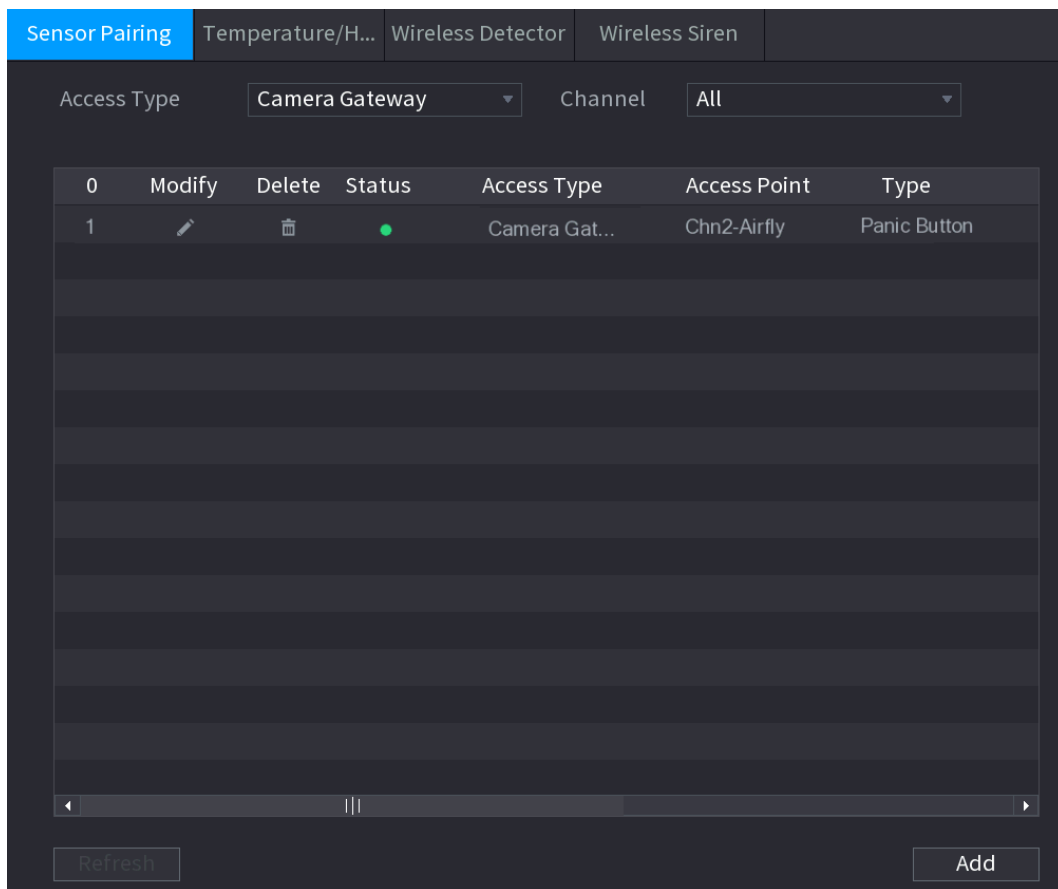 Sensor Pairing Temperature/H... Wireless Detector Wireless Siren
Access Type Camera Gateway Channel All
0 Modify Delete Status Access Type Access Point Type
1 Camera Gat... Chn2-Airfly Panic Button
Refresh Add